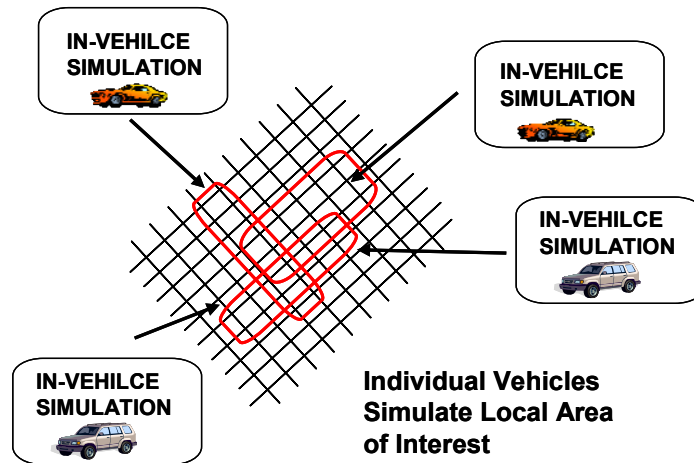 IN-VEHILCE
SIMULATION
IN-VEHILCE
SIMULATION
IN-VEHILCE
SIMULATION
IN-VEHILCE
SIMULATION
Individual Vehicles
Simulate Local Area
of Interest